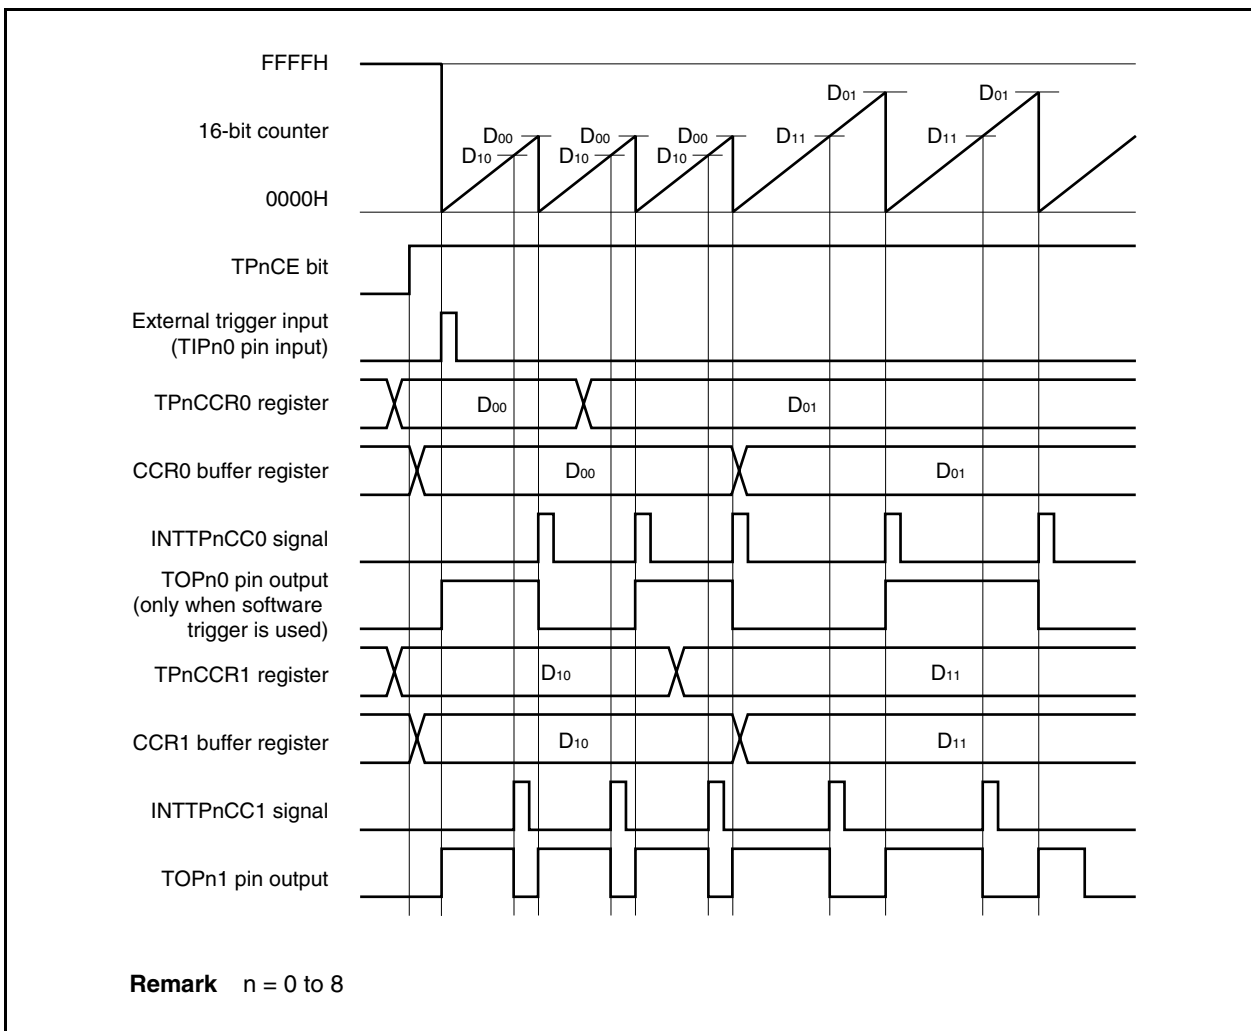 FFFFH
D01 D01
16-bit counter D00 D00 D00 D11 D11
D10 D10 D10
0000H
TPnCE bit
External trigger input
(TIPn0 pin input)
TPnCCR0 register D00 D01
CCR0 buffer register D00 D01
INTTPnCC0 signal
TOPn0 pin output
(only when software
trigger is used)
TPnCCR1 register D10 D11
CCR1 buffer register D10 D11
INTTPnCC1 signal
TOPn1 pin output
Remark n = 0 to 8